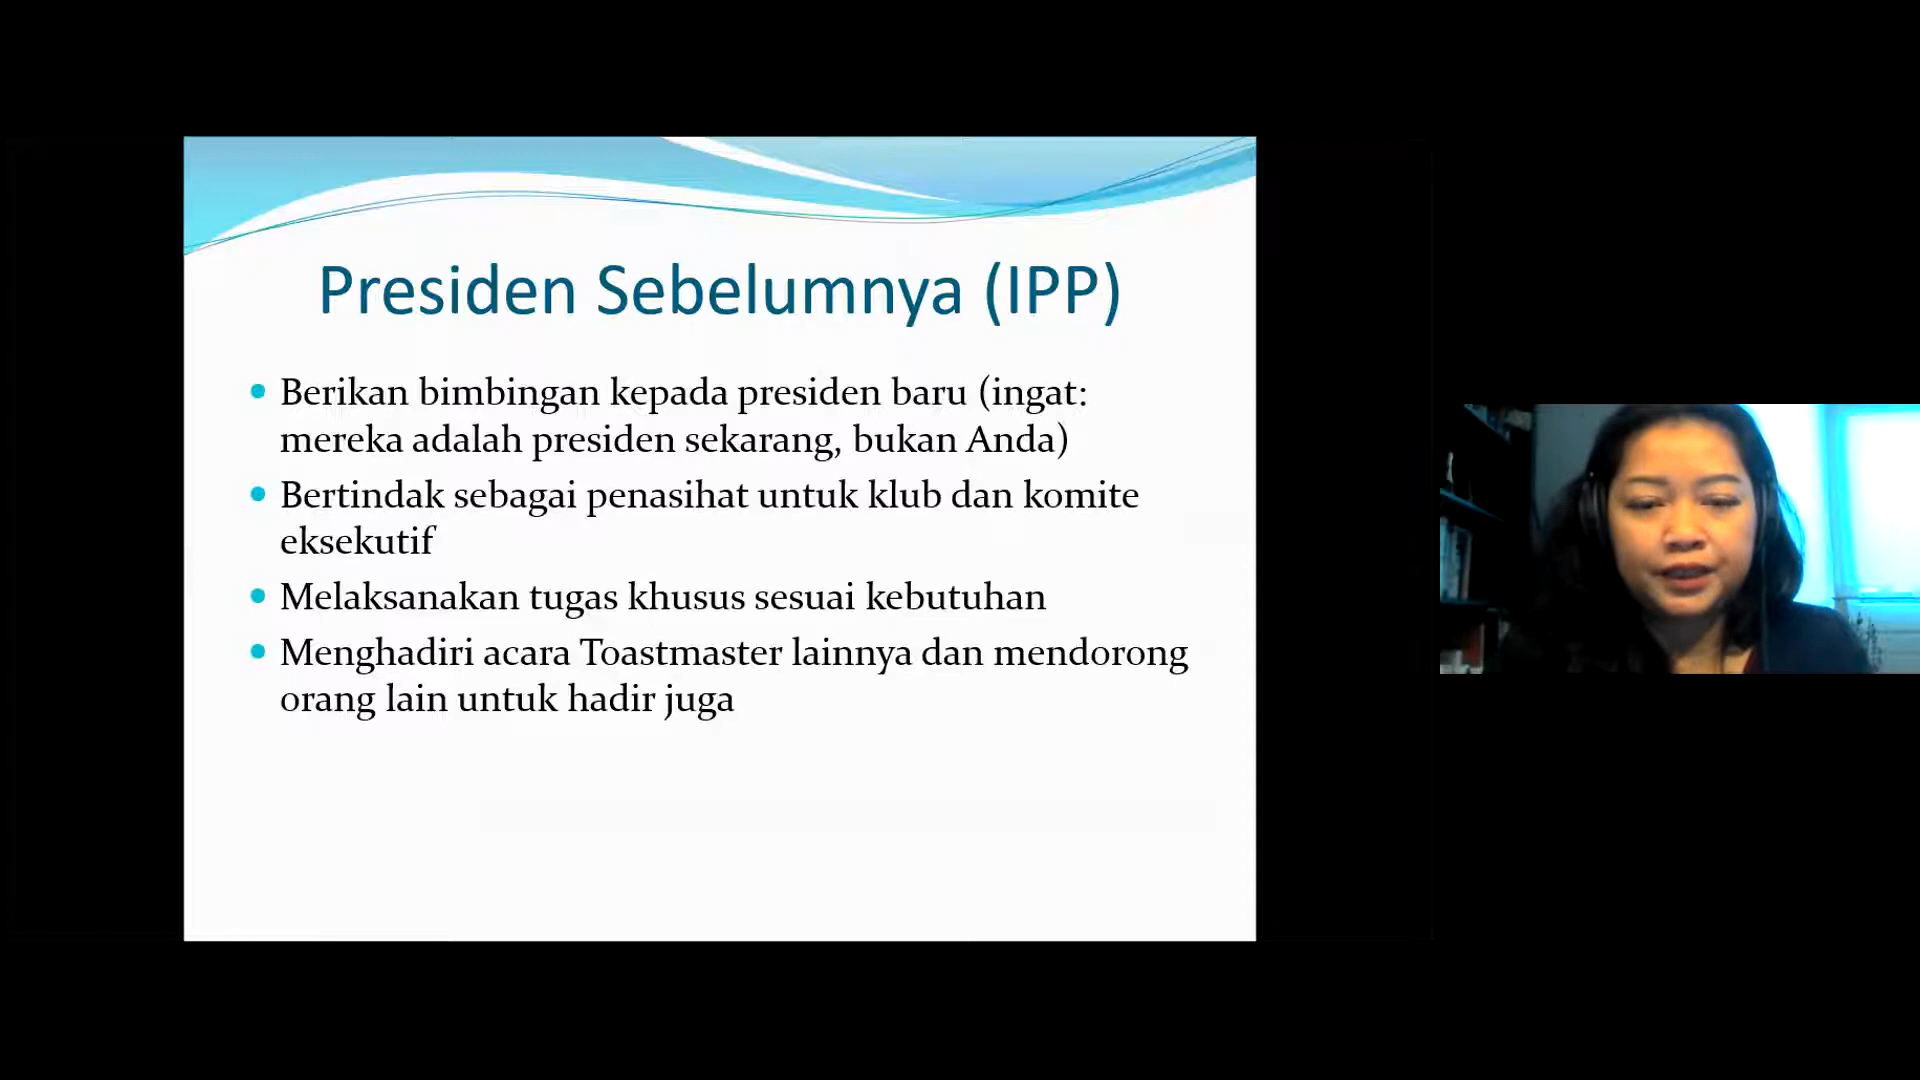 Presiden Sebelumnya (IPP)
Berikan bimbingan kepada presiden baru (ingat:
mereka adalah presiden sekarang, bukan Anda)
Bertindak sebagai penasihat untuk klub dan komite
eksekutif
Melaksanakan tugas khusus sesuai kebutuhan
Menghadiri acara Toastmaster lainnya dan mendorong
orang lain untuk hadir juga